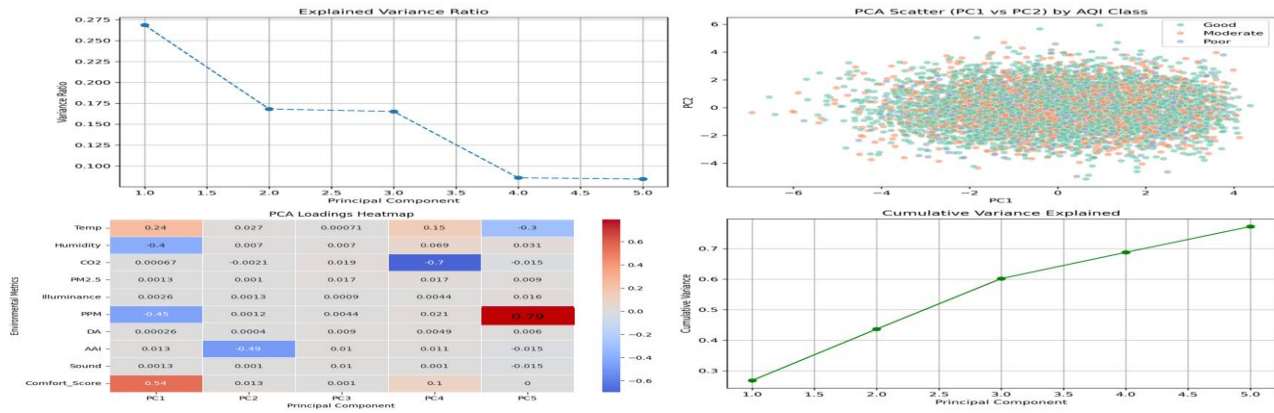 Explained Variance Ratio
0.275
0.250
0.225
0.200
0.175
0.150
0.125
0.100
Variance Ratio
1.0 1.5 2.0 2.5 3.0 3.5 4.0 4.5 5.0
Principal Component
PCA Scatter (PC1 vs PC2) by AQI Class
Good
Moderate
Poor
6
4
2
0
−2
−4
PC2
−6 −4 −2 0 2 4
PC1
PCA Loadings Heatmap
Environmental Metrics
Temp 0.24 0.027 0.00071 0.15 -0.3
Humidity -0.4 0.007 0.007 0.069 0.031
CO2 0.00067 -0.0021 0.019 -0.7 -0.015
PM2.5 0.0013 0.001 0.017 0.017 0.009
Illuminance 0.0026 0.0013 0.0009 0.0044 0.016
PPM -0.45 0.0012 0.0044 0.021 0.79
DA 0.00026 0.0004 0.009 0.0049 0.006
AAI 0.013 -0.49 0.01 0.011 -0.015
Sound 0.0013 0.001 0.01 0.001 -0.015
Comfort_Score 0.54 0.013 0.001 0.1 0
PC1 PC2 PC3 PC4 PC5
Principal Component
0.6
0.4
0.2
0.0
−0.2
−0.4
−0.6
Cumulative Variance Explained
0.7
0.6
0.5
0.4
0.3
Cumulative Variance
1.0 1.5 2.0 2.5 3.0 3.5 4.0 4.5 5.0
Principal Component